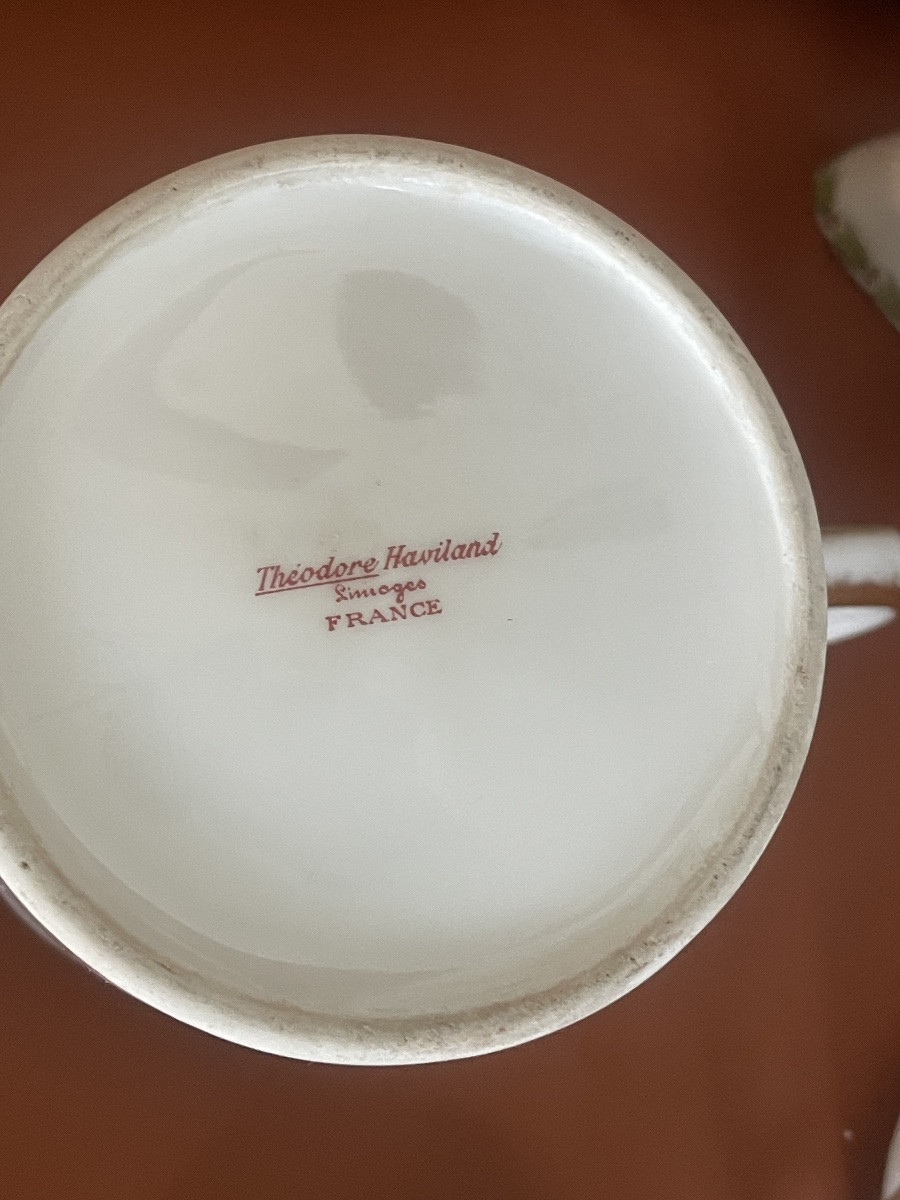 Théodore Haviland
Limoges
FRANCE